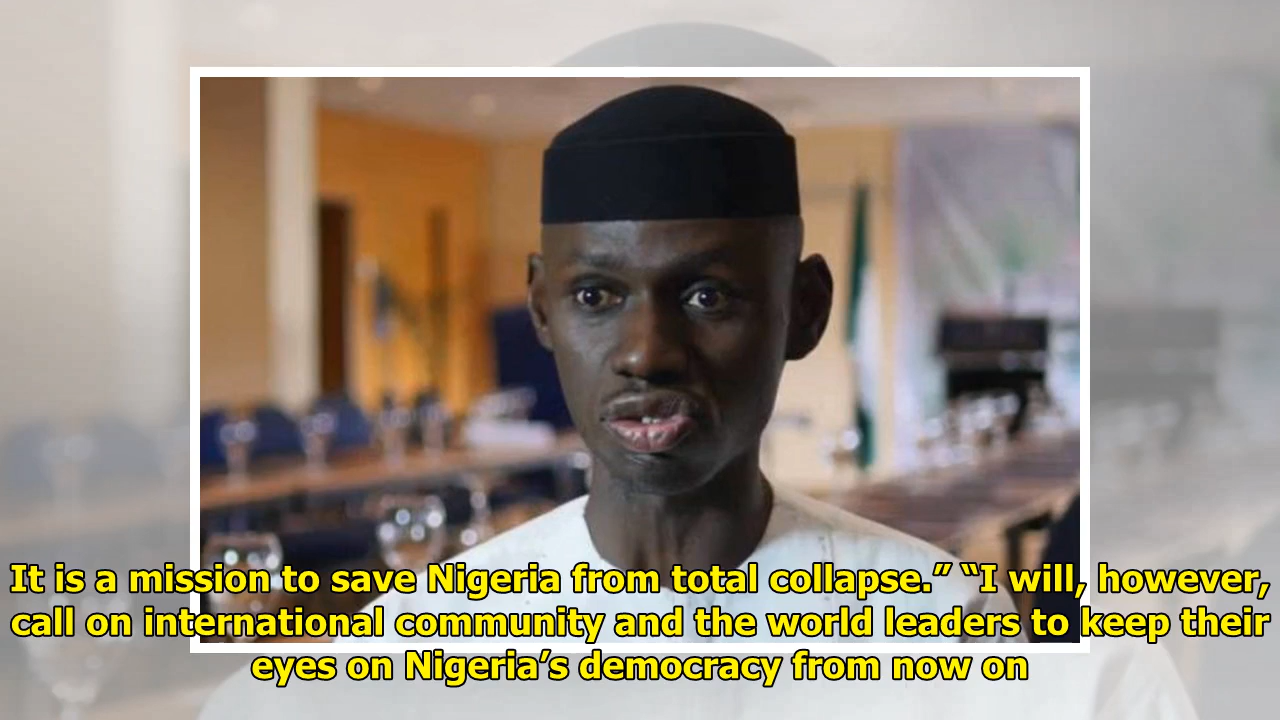 It is a mission to save Nigeria from total collapse.” “I will, however,
call on international community and the world leaders to keep their
eyes on Nigeria’s democracy from now on